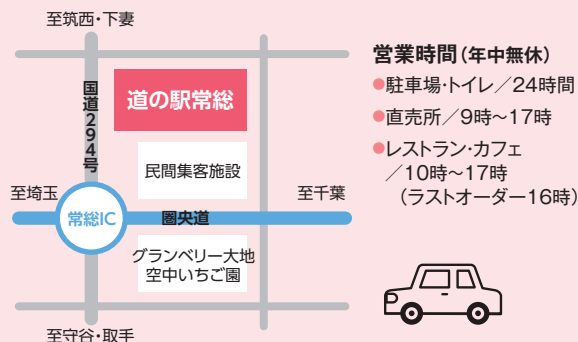 至筑西・下妻
国道294号
道の駅常総
民間集客施設
至埼玉
至千葉
常総IC
圏央道
グランベリー大地
空中いちご園
至守谷・取手
営業時間(年中無休)
●駐車場・トイレ／24時間
●直売所／9時〜17時
●レストラン・カフェ
／10時〜17時
(ラストオーダー16時)